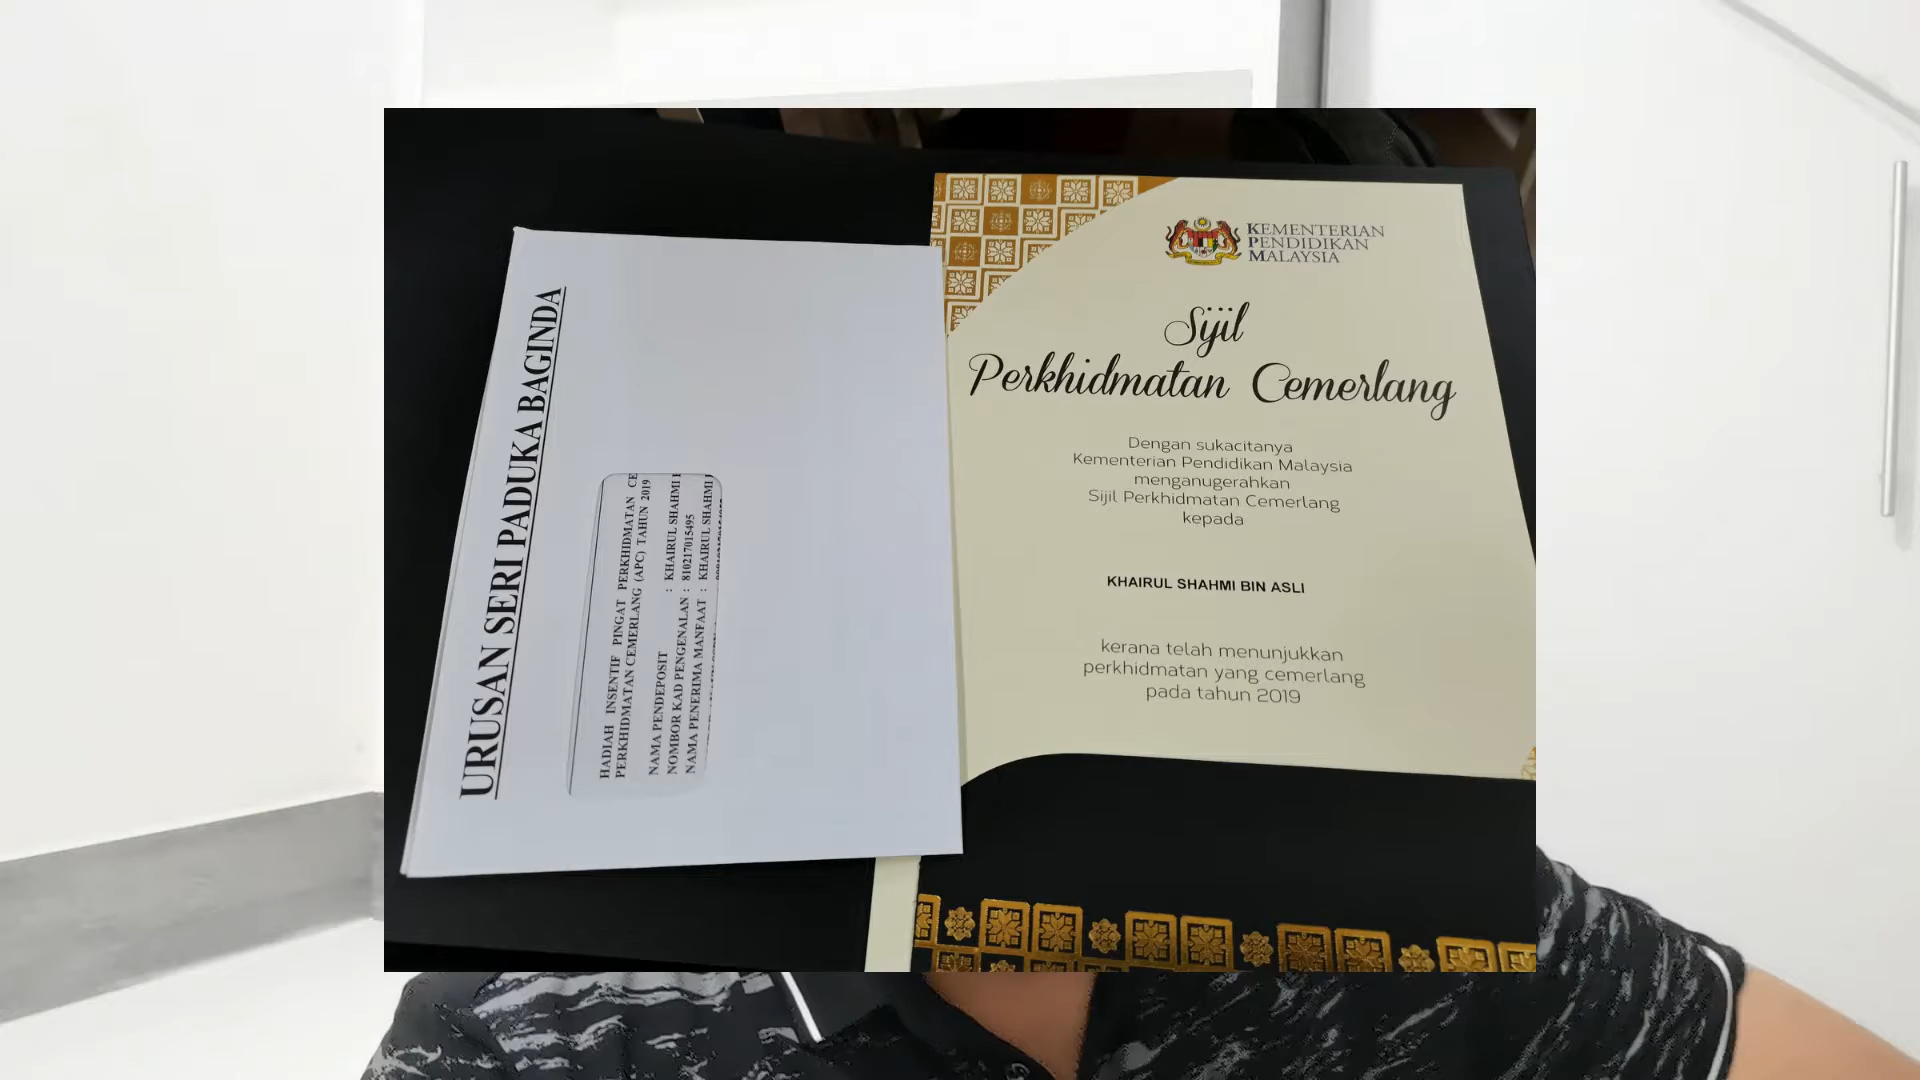 URUSAN SERI PADUKA BAGINDA
HADIAH INSENTIF PINGAT PERKHIDMATAN CE
PERKHIDMATAN CEMERLANG (APC) TAHUN 2019
NAMA PENDEPOSIT : KHAIRUL SHAHMI
NOMBOR KAD PENGENALAN : 810217015495
NAMA PENERIMA MANFAAT : KHAIRUL SHAHMI
KEMENTERIAN
PENDIDIKAN
MALAYSIA
Sijil
Perkhidmatan Cemerlang
Dengan sukacitanya
Kementerian Pendidikan Malaysia
menganugerahkan
Sijil Perkhidmatan Cemerlang
kepada
KHAIRUL SHAHMI BIN ASLI
kerana telah menunjukkan
perkhidmatan yang cemerlang
pada tahun 2019